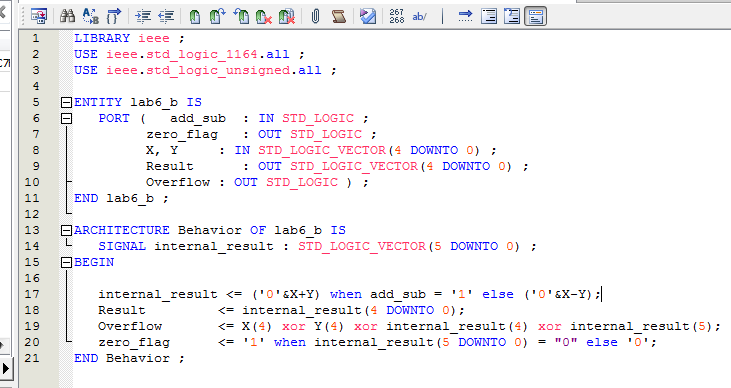 267
268
ab/
1 LIBRARY ieee ;
2 USE ieee.std_logic_1164.all ;
3 USE ieee.std_logic_unsigned.all ;
4
5 ENTITY lab6_b IS
6 PORT ( add_sub : IN STD_LOGIC ;
7 zero_flag : OUT STD_LOGIC ;
8 X, Y : IN STD_LOGIC_VECTOR(4 DOWNTO 0) ;
9 Result : OUT STD_LOGIC_VECTOR(4 DOWNTO 0) ;
10 Overflow : OUT STD_LOGIC ) ;
11 END lab6_b ;
12
13 ARCHITECTURE Behavior OF lab6_b IS
14 SIGNAL internal_result : STD_LOGIC_VECTOR(5 DOWNTO 0) ;
15 BEGIN
16
17 internal_result <= ('0'&X+Y) when add_sub = '1' else ('0'&X-Y);
18 Result <= internal_result(4 DOWNTO 0);
19 Overflow <= X(4) xor Y(4) xor internal_result(4) xor internal_result(5);
20 zero_flag <= '1' when internal_result(5 DOWNTO 0) = "0" else '0';
21 END Behavior ;